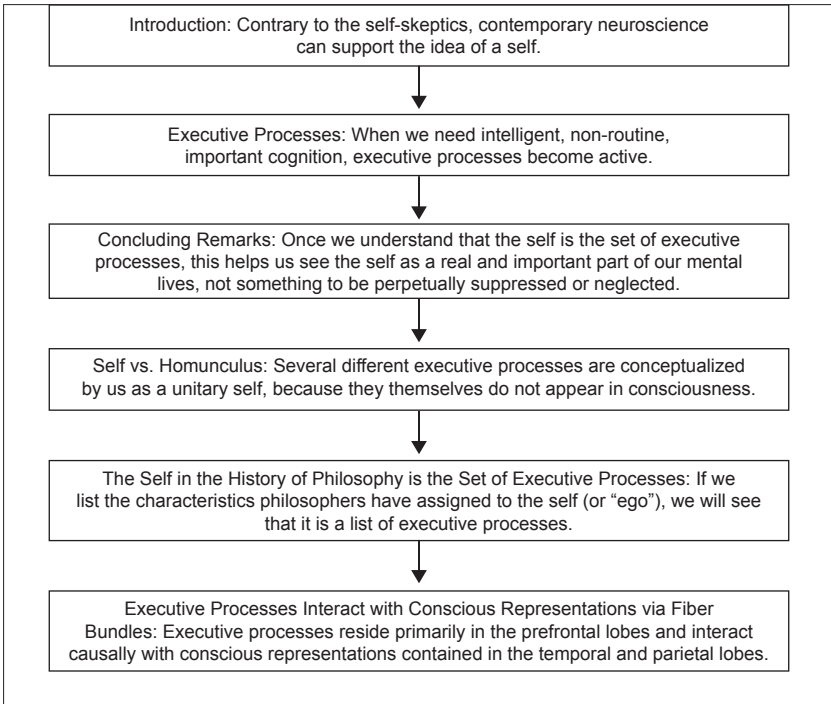 Introduction: Contrary to the self-skeptics, contemporary neuroscience
can support the idea of a self.
Executive Processes: When we need intelligent, non-routine,
important cognition, executive processes become active.
Concluding Remarks: Once we understand that the self is the set of executive
processes, this helps us see the self as a real and important part of our mental
lives, not something to be perpetually suppressed or neglected.
Self vs. Homunculus: Several different executive processes are conceptualized
by us as a unitary self, because they themselves do not appear in consciousness.
The Self in the History of Philosophy is the Set of Executive Processes: If we
list the characteristics philosophers have assigned to the self (or “ego”), we will see
that it is a list of executive processes.
Executive Processes Interact with Conscious Representations via Fiber
Bundles: Executive processes reside primarily in the prefrontal lobes and interact
causally with conscious representations contained in the temporal and parietal lobes.